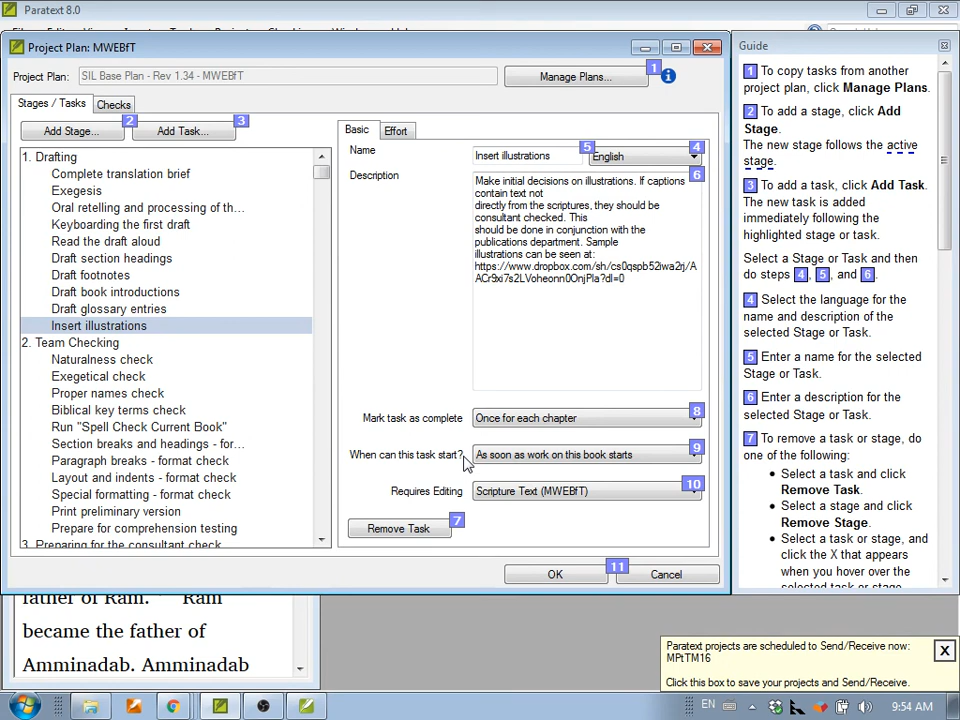 Paratext 8.0
Project Plan: MWEBfT
Project Plan: SIL Base Plan - Rev 1.34 - MWEBfT Manage Plans... 1
Stages / Tasks Checks
Add Stage... 2 Add Task... 3
1. Drafting
Complete translation brief
Exegesis
Oral retelling and processing of th...
Keyboarding the first draft
Read the draft aloud
Draft section headings
Draft footnotes
Draft book introductions
Draft glossary entries
Insert illustrations
2. Team Checking
Naturalness check
Exegetical check
Proper names check
Biblical key terms check
Run "Spell Check Current Book"
Section breaks and headings - for...
Paragraph breaks - format check
Layout and indents - format check
Special formatting - format check
Print preliminary version
Prepare for comprehension testing
3. Preparing for the consultant check
Basic Effort
Name Insert illustrations 5 English 4
Description 6
Make initial decisions on illustrations. If captions
contain text not
directly from the scriptures, they should be
consultant checked. This
should be done in conjunction with the
publications department. Sample
illustrations can be seen at:
Mark task as complete Once for each chapter 8
When can this task start? As soon as work on this book starts 9
Requires Editing Scripture Text (MWEBfT) 10
Remove Task 7
OK 11 Cancel
Guide
1 To copy tasks from another
project plan, click Manage Plans.
2 To add a stage, click Add
Stage.
The new stage follows the active
stage.
3 To add a task, click Add Task.
The new task is added
immediately following the
highlighted stage or task.
Select a Stage or Task and then
do steps 4, 5, and 6.
4 Select the language for the
name and description of the
selected Stage or Task.
5 Enter a name for the selected
Stage or Task.
6 Enter a description for the
selected Stage or Task.
7 To remove a task or stage, do
one of the following:
Select a task and click
Remove Task.
Select a stage and click
Remove Stage.
Select a task or stage, and
click the X that appears
when you hover over the
selected task or stage
father of Ram. Ram
became the father of
Amminadab. Amminadab
Paratext projects are scheduled to Send/Receive now:
MPtTM16
Click this box to save your projects and Send/Receive.
X
EN 9:54 AM